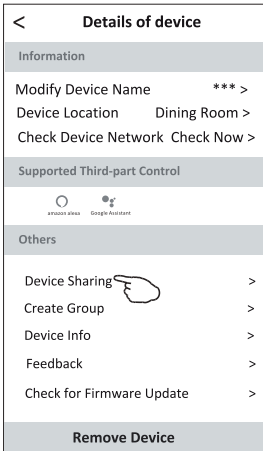 < Details of device
Information
Modify Device Name *** >
Device Location Dining Room >
Check Device Network Check Now >
Supported Third-part Control
amazon alexa Google Assistant
Others
Device Sharing >
Create Group >
Device Info >
Feedback >
Check for Firmware Update >
Remove Device